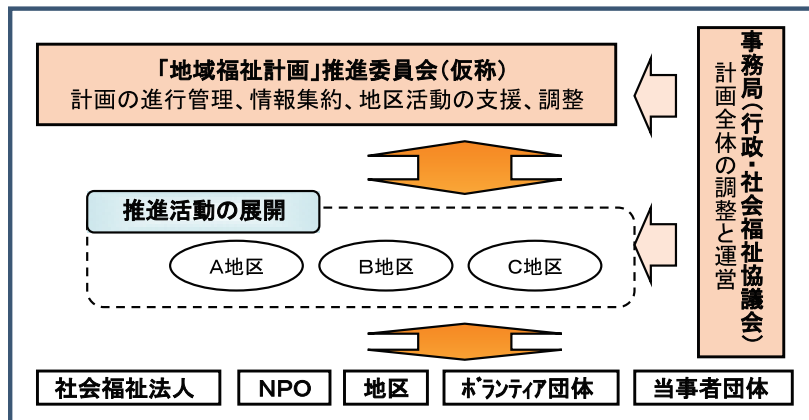 「地域福祉計画」推進委員会(仮称)
計画の進行管理、情報集約、地区活動の支援、調整
事務局(行政・社会福祉協議会)
計画全体の調整と運営
推進活動の展開
A地区
B地区
C地区
社会福祉法人
NPO
地区
ボランティア団体
当事者団体